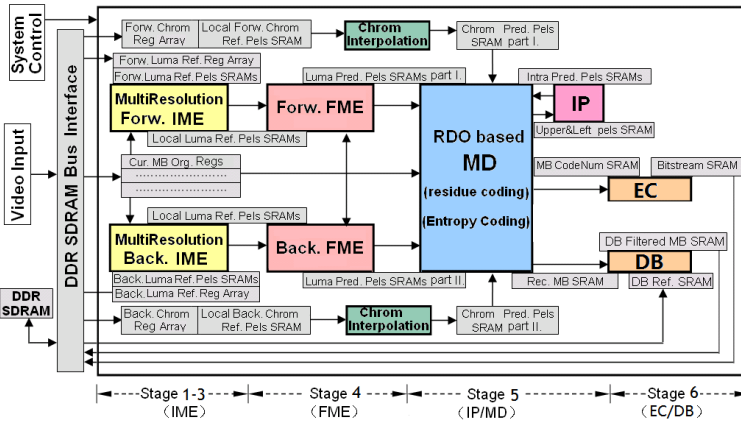 System
Control
Video Input
DDR
SDRAM
DDR SDRAM Bus Interface
Forw. Chrom
Reg Array
Local Forw. Chrom
Ref. Pels SRAM
Chrom
Interpolation
Chrom Pred. Pels
SRAM part I.
Forw. Luma Ref. Reg Array
Forw.Luma Ref. Pels SRAMs
Luma Pred. Pels SRAMs part I.
Intra Pred. Pels SRAMs
MultiResolution
Forw. IME
Forw. FME
RDO based
MD
(residue coding)
(Entropy Coding)
IP
Local Luma Ref. Pels SRAMs
Upper&Left pels SRAM
Cur. MB Org. Regs
MB CodeNum SRAM
Bitstream SRAM
EC
Local Luma Ref. Pels SRAMs
MultiResolution
Back. IME
Back. FME
DB Filtered MB SRAM
DB
Back.Luma Ref.Pels SRAMs
Back.Luma Ref.Reg Array
Luma Pred. Pels SRAMs part II.
Rec. MB SRAM
DB Ref. SRAM
Back. Chrom
Reg Array
Local Back. Chrom
Ref. Pels SRAM
Chrom
Interpolation
Chrom Pred. Pels
SRAM part II.
Stage 1-3
(IME)
Stage 4
(FME)
Stage 5
(IP/MD)
Stage 6
(EC/DB)